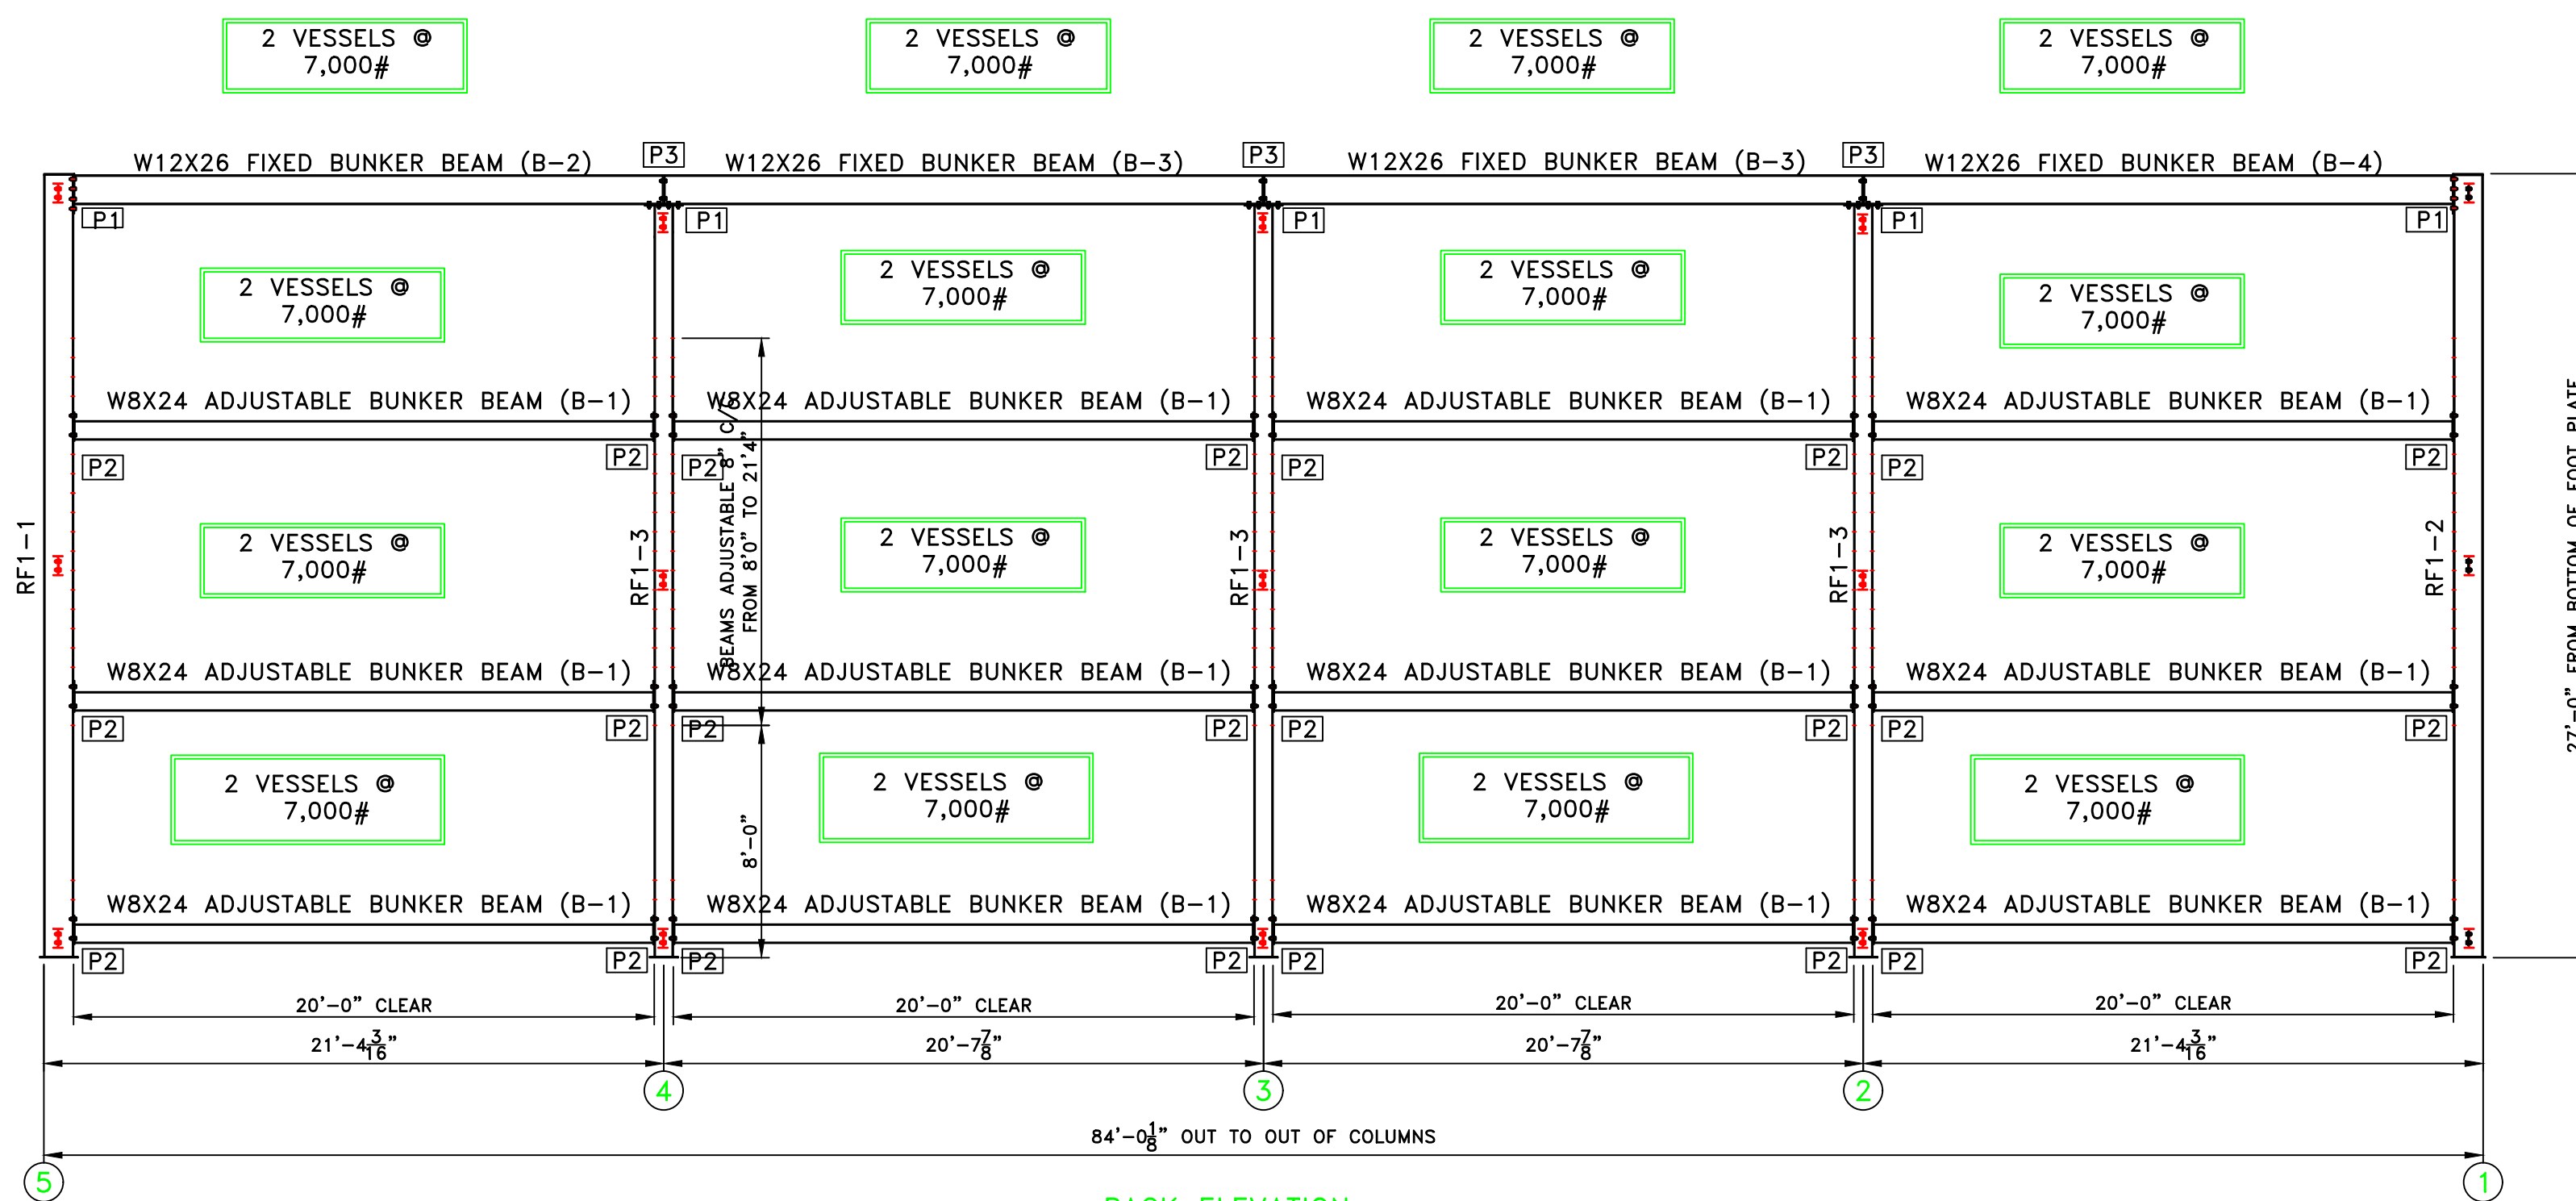 2 VESSELS @
7,000#
2 VESSELS @
7,000#
2 VESSELS @
7,000#
2 VESSELS @
7,000#
W12X26 FIXED BUNKER BEAM (B-2)
P3
W12X26 FIXED BUNKER BEAM (B-3)
P3
W12X26 FIXED BUNKER BEAM (B-3)
P3
W12X26 FIXED BUNKER BEAM (B-4)
P1
P1
P1
P1
P1
2 VESSELS @
7,000#
2 VESSELS @
7,000#
2 VESSELS @
7,000#
2 VESSELS @
7,000#
W8X24 ADJUSTABLE BUNKER BEAM (B-1)
W8X24 ADJUSTABLE BUNKER BEAM (B-1)
W8X24 ADJUSTABLE BUNKER BEAM (B-1)
W8X24 ADJUSTABLE BUNKER BEAM (B-1)
P2
P2
P2
P2
P2
P2
P2
P2
RF1-1
2 VESSELS @
7,000#
RF1-3
BEAMS ADJUSTABLE 8" C/C
FROM 8'0" TO 21'4"
2 VESSELS @
7,000#
RF1-3
2 VESSELS @
7,000#
RF1-3
2 VESSELS @
7,000#
RF1-2
27'-0" FROM BOTTOM OF FOOT PLATE
W8X24 ADJUSTABLE BUNKER BEAM (B-1)
W8X24 ADJUSTABLE BUNKER BEAM (B-1)
W8X24 ADJUSTABLE BUNKER BEAM (B-1)
W8X24 ADJUSTABLE BUNKER BEAM (B-1)
P2
P2
P2
P2
P2
P2
P2
P2
2 VESSELS @
7,000#
8'-0"
2 VESSELS @
7,000#
2 VESSELS @
7,000#
2 VESSELS @
7,000#
W8X24 ADJUSTABLE BUNKER BEAM (B-1)
W8X24 ADJUSTABLE BUNKER BEAM (B-1)
W8X24 ADJUSTABLE BUNKER BEAM (B-1)
W8X24 ADJUSTABLE BUNKER BEAM (B-1)
P2
P2
P2
P2
P2
P2
P2
P2
20'-0" CLEAR
20'-0" CLEAR
20'-0" CLEAR
20'-0" CLEAR
21'-4 3/16"
20'-7 7/8"
20'-7 7/8"
21'-4 3/16"
4
3
2
84'-0 1/8" OUT TO OUT OF COLUMNS
5
1